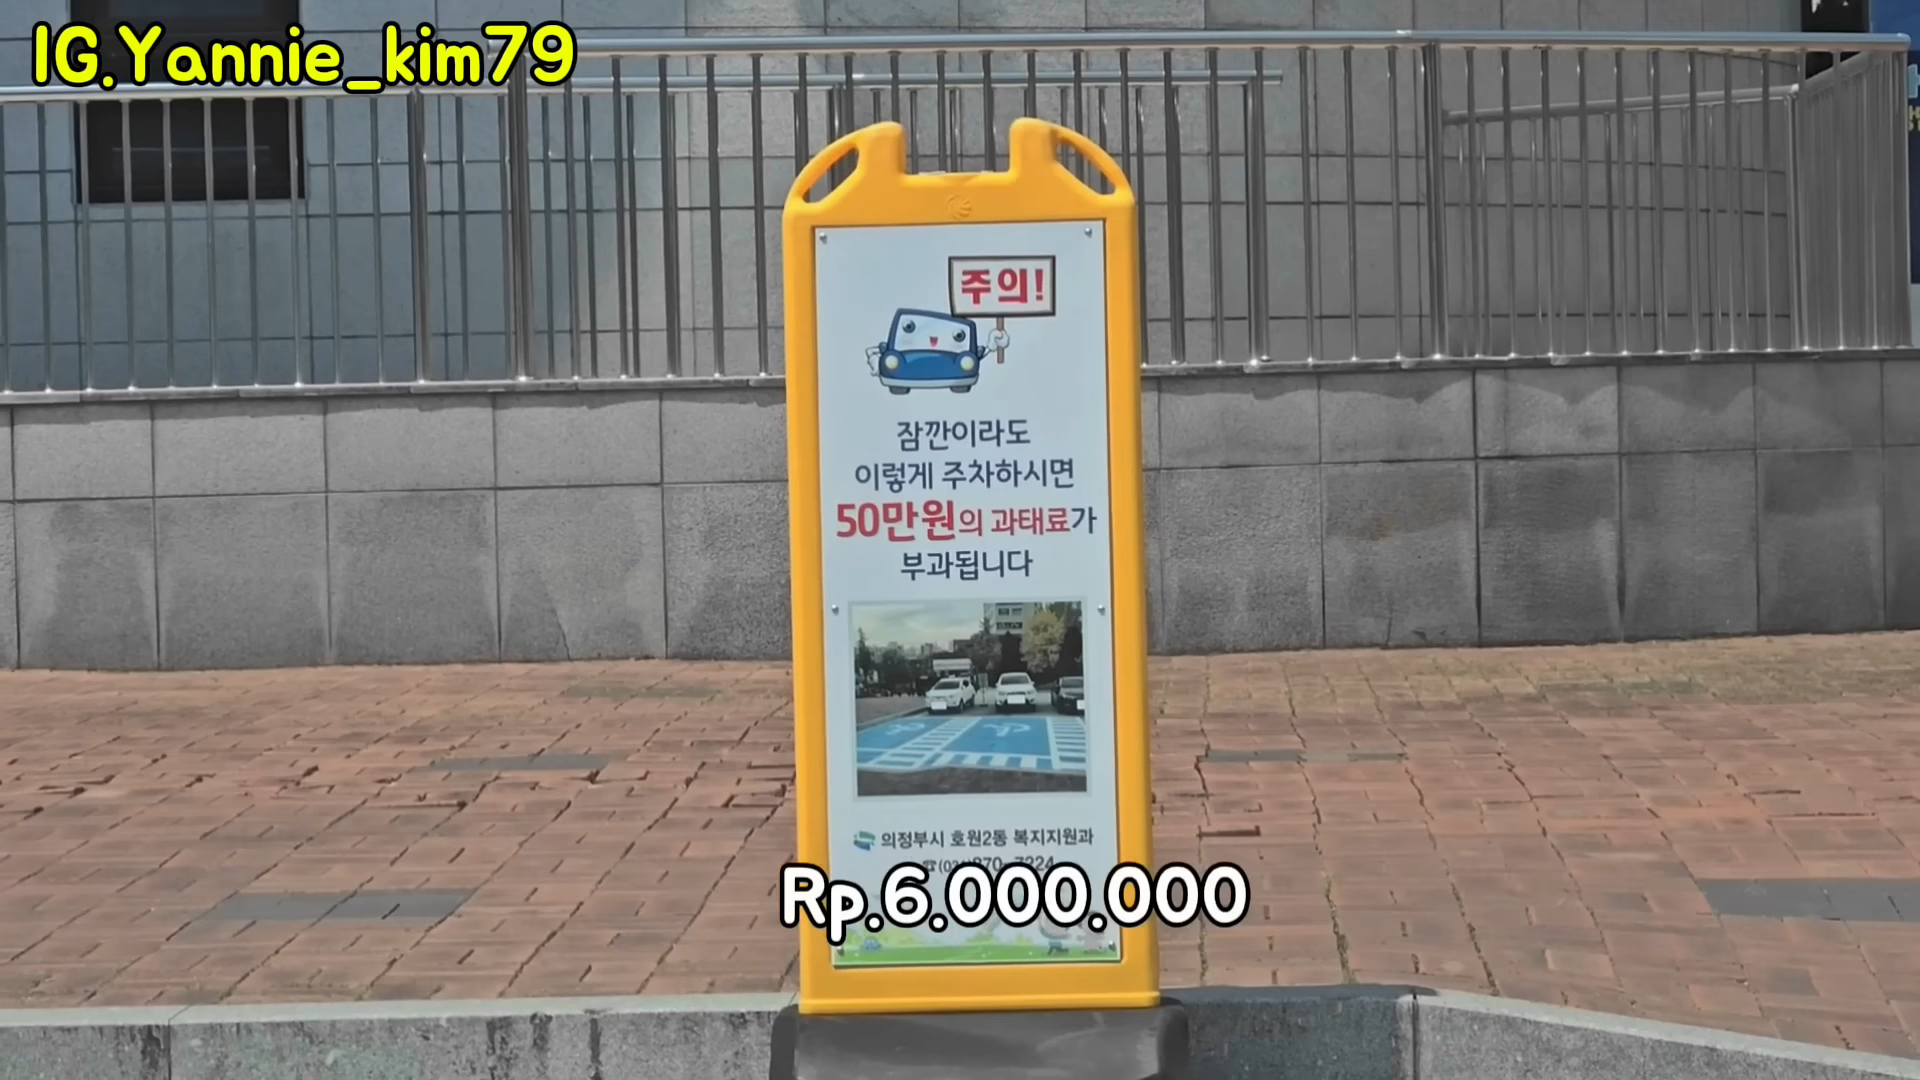 IG.Yannie_kim79
주의!
잠깐이라도
이렇게 주차하시면
50만원의 과태료가
부과됩니다
의정부시 호원2동 복지지원과
Rp.6.000.000